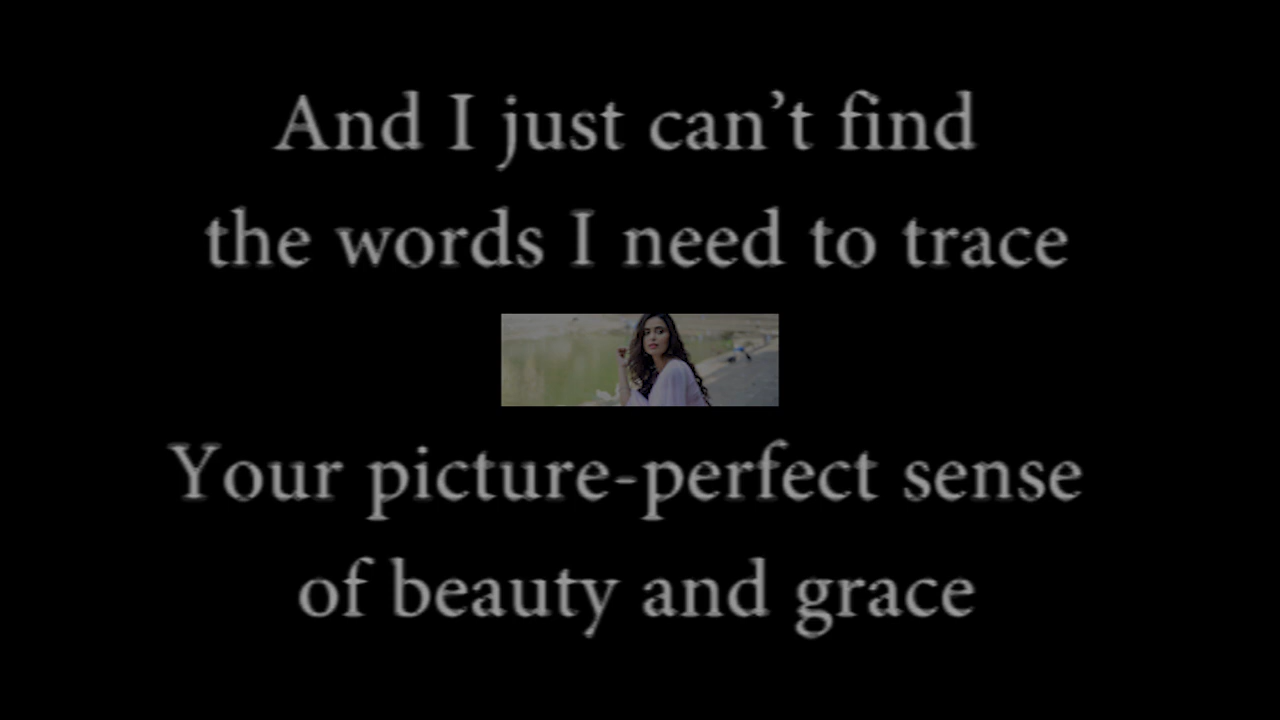 And I just can’t find
the words I need to trace
Your picture-perfect sense
of beauty and grace